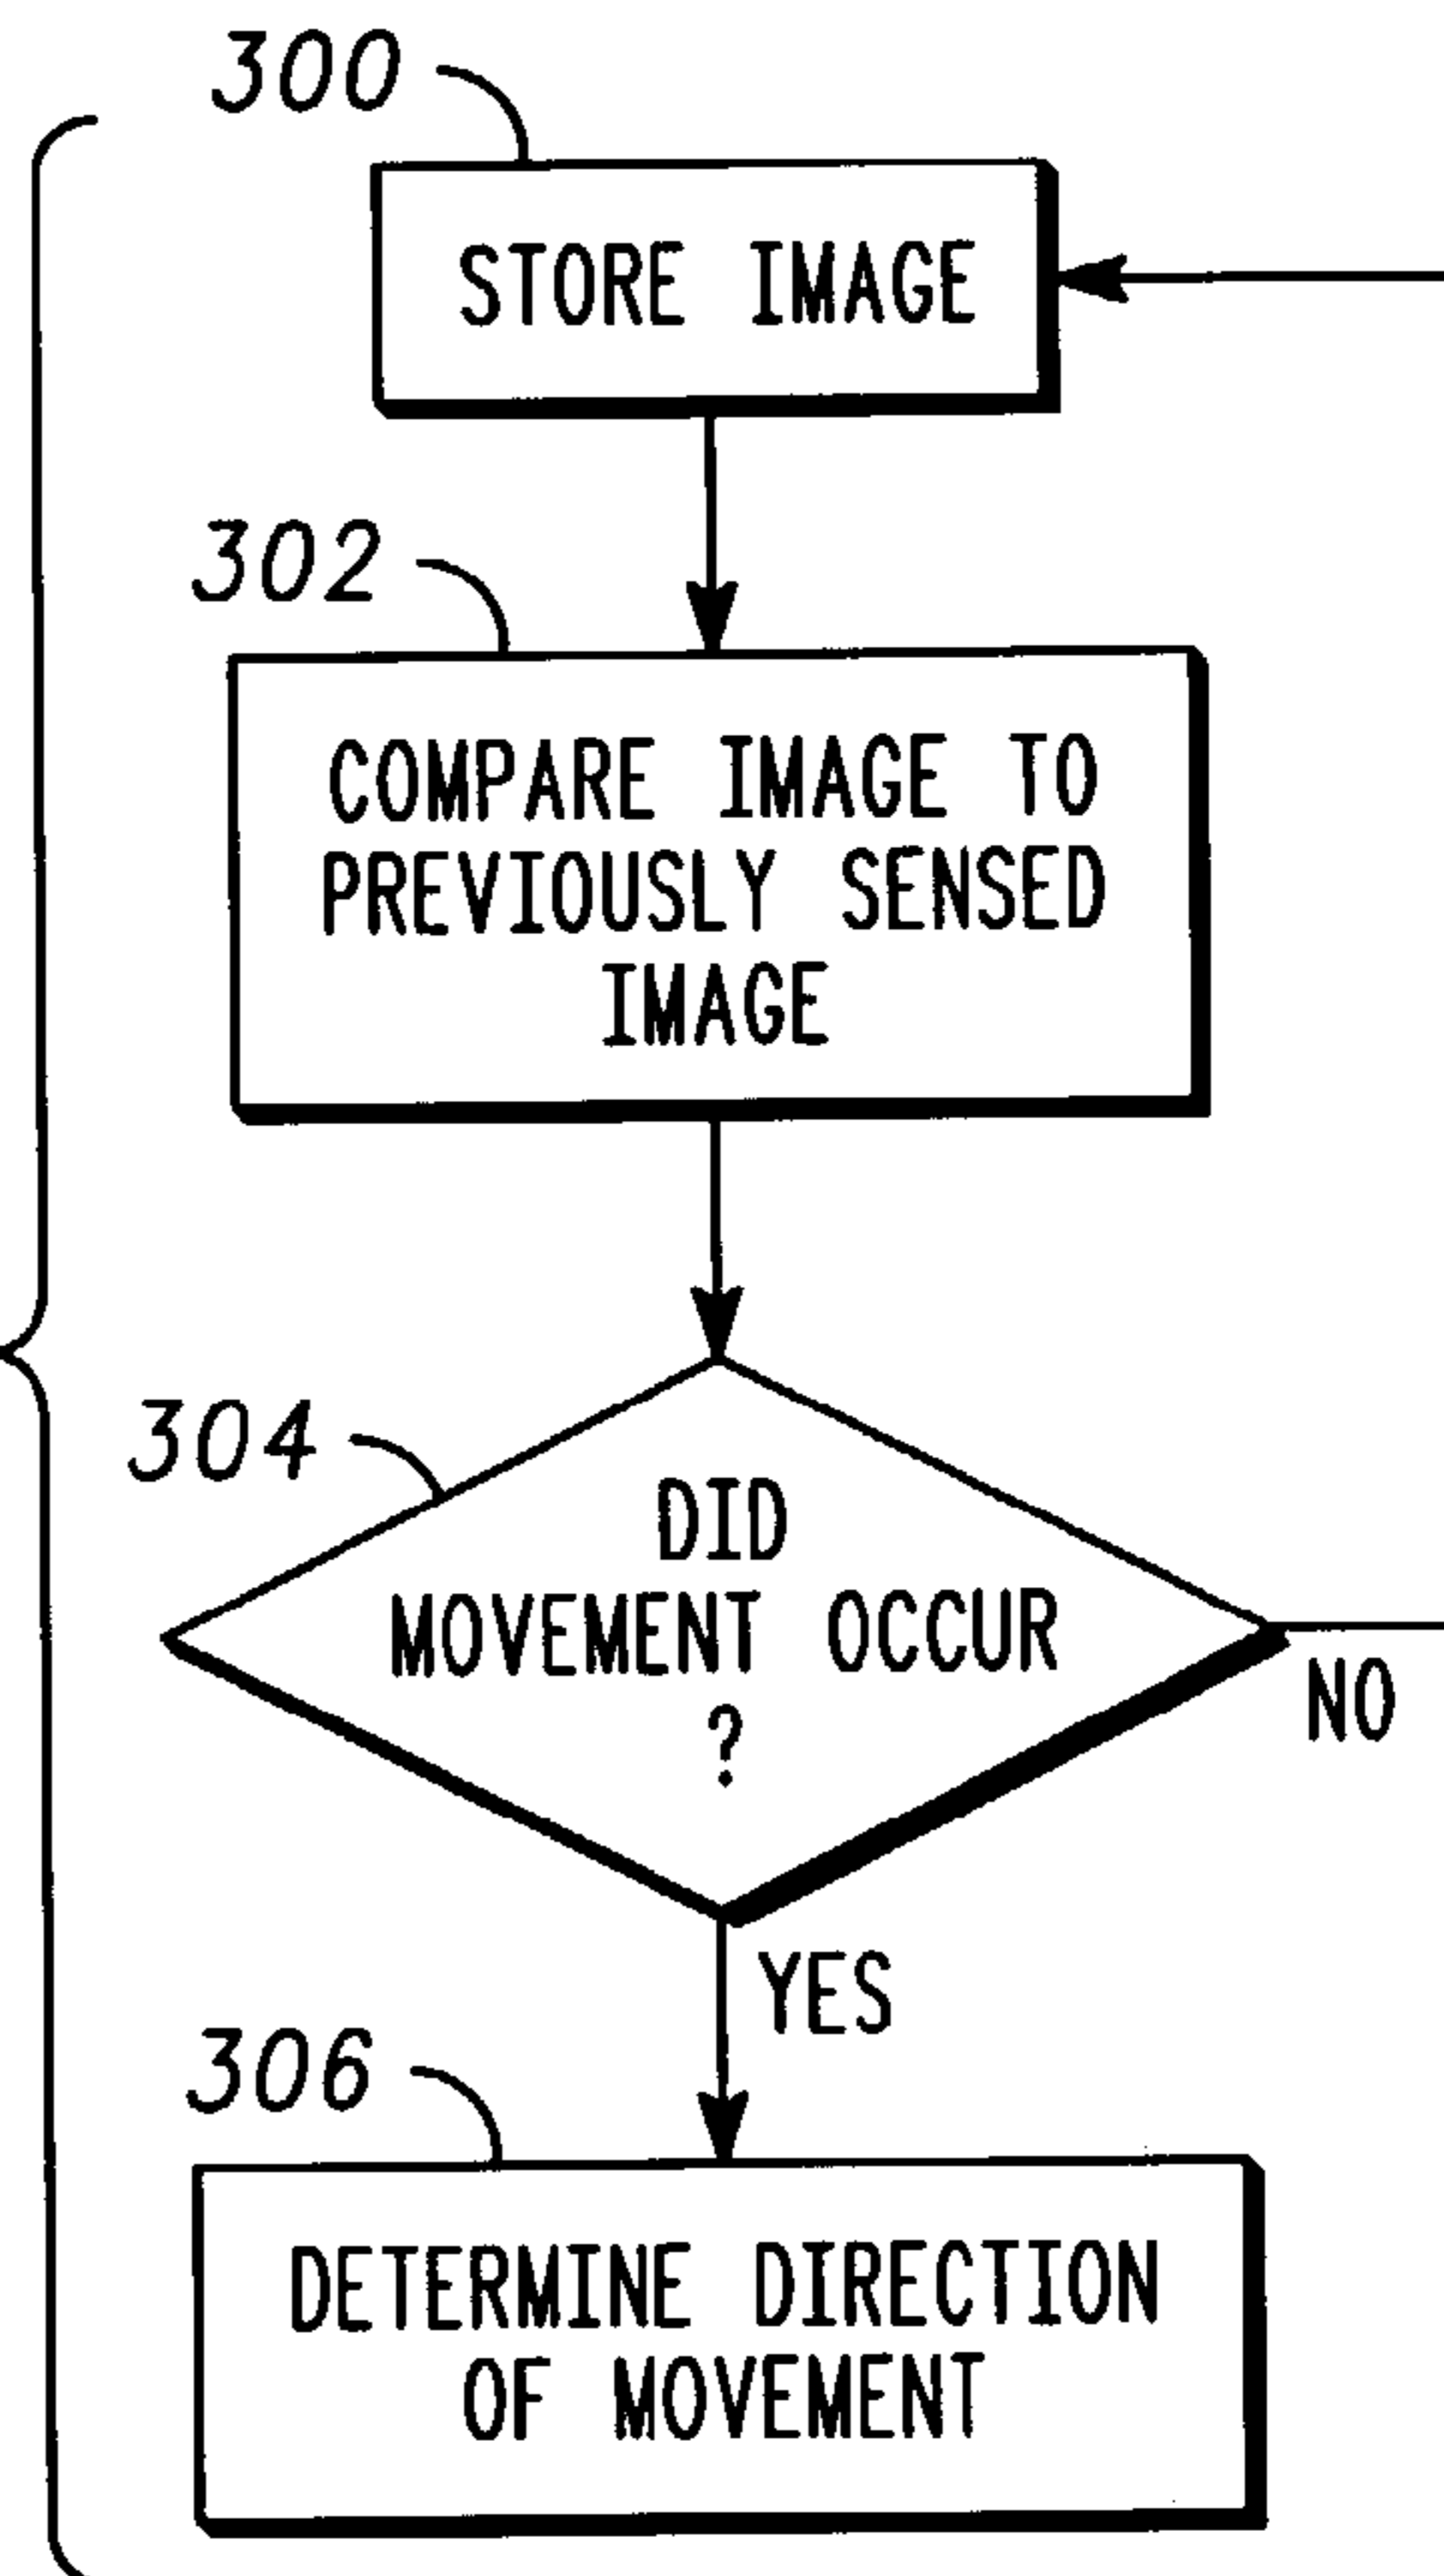 300
STORE IMAGE
302
COMPARE IMAGE TO
PREVIOUSLY SENSED
IMAGE
304
DID
MOVEMENT OCCUR
?
NO
YES
306
DETERMINE DIRECTION
OF MOVEMENT